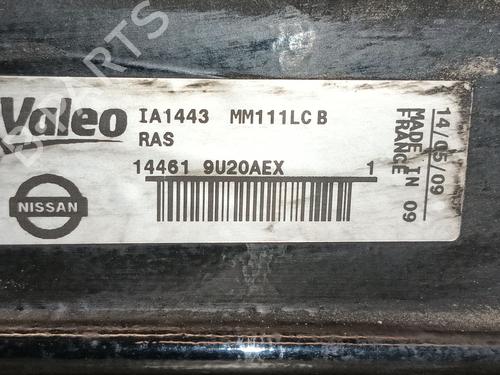 Valeo
IA1443 MM111LC B
RAS
14461 9U20AEX 1
NISSAN
14/05/09
MADE IN 09
FRANCE